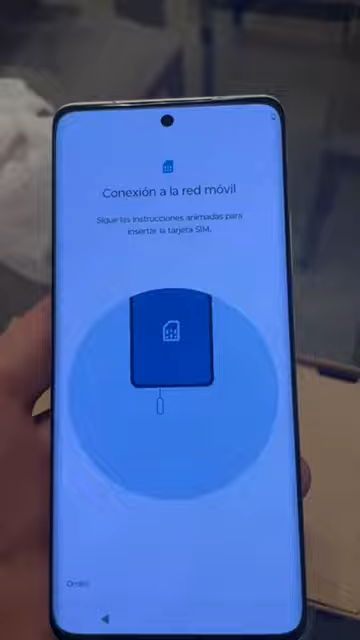 Conexión a la red móvil
Sigue las instrucciones animadas para
insertar la tarjeta SIM.
Omitir